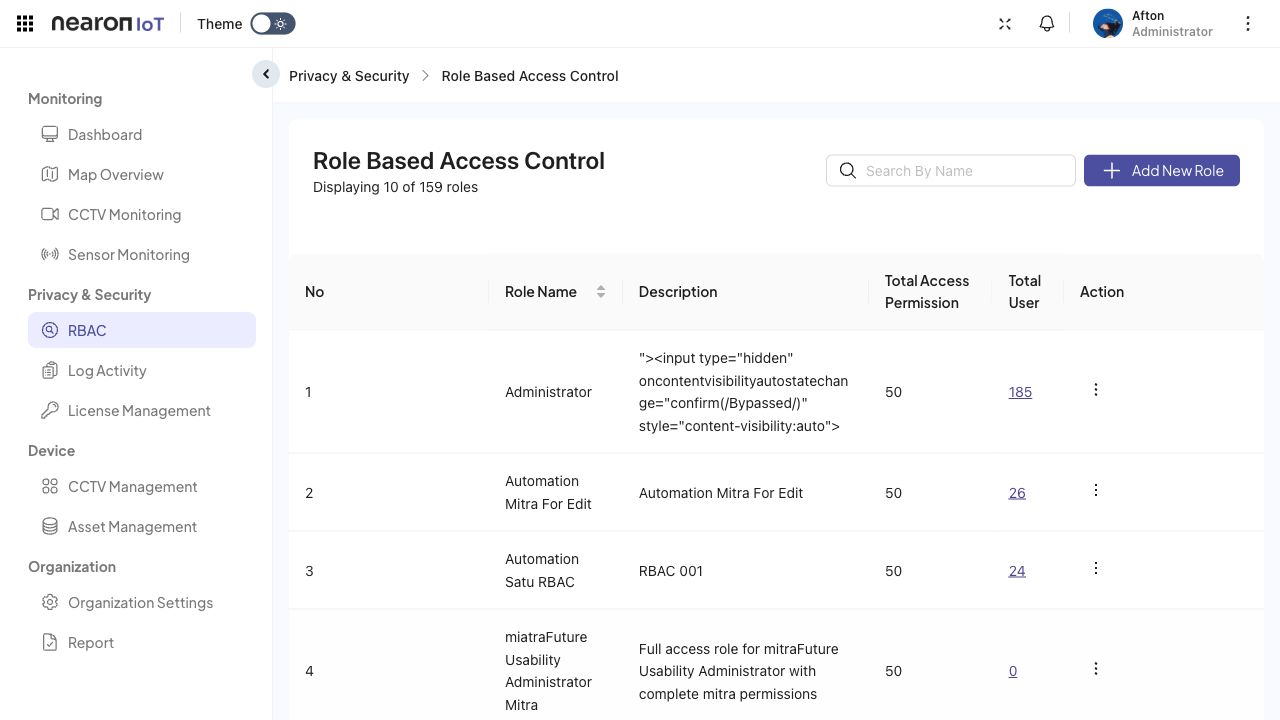 nearon IoT
Theme
Afton
Administrator
Privacy & Security
Role Based Access Control
Monitoring
Dashboard
Map Overview
CCTV Monitoring
Sensor Monitoring
Privacy & Security
RBAC
Log Activity
License Management
Device
CCTV Management
Asset Management
Organization
Organization Settings
Report
Role Based Access Control
Displaying 10 of 159 roles
Search By Name
Add New Role
No
Role Name
Description
Total Access
Permission
Total
User
Action
1
Administrator
"><input type="hidden"
oncontentvisibilityautostatechan
ge="confirm(/Bypassed/)"
style="content-visibility:auto">
50
185
2
Automation
Mitra For Edit
Automation Mitra For Edit
50
26
3
Automation
Satu RBAC
RBAC 001
50
24
4
miatraFuture
Usability
Administrator
Mitra
Full access role for mitraFuture
Usability Administrator with
complete mitra permissions
50
0